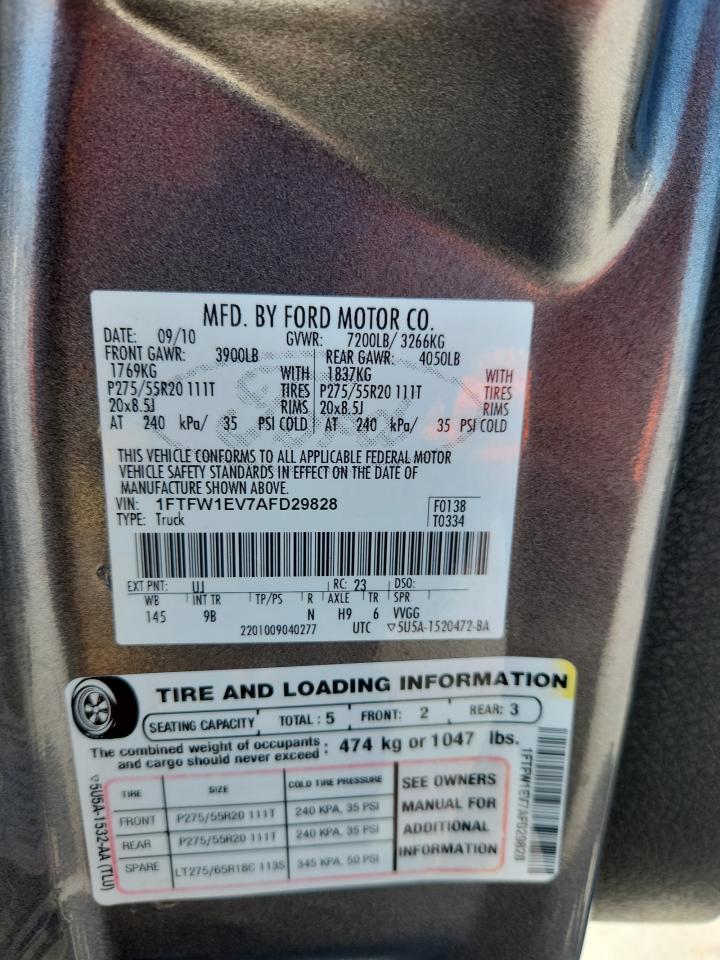 MFD. BY FORD MOTOR CO.
DATE: 09/10 GVWR: 7200LB/ 3266KG
FRONT GAWR: 3900LB REAR GAWR: 4050LB
1769KG WITH 1837KG WITH
P275/55R20 111T TIRES P275/55R20 111T TIRES
20x8.5J RIMS 20x8.5J RIMS
AT 240 kPa/ 35 PSI COLD AT 240 kPa/ 35 PSI COLD
THIS VEHICLE CONFORMS TO ALL APPLICABLE FEDERAL MOTOR
VEHICLE SAFETY STANDARDS IN EFFECT ON THE DATE OF
MANUFACTURE SHOWN ABOVE.
VIN: 1FTFW1EV7AFD29828 F0138
TYPE: Truck T0334
EXT PNT: UJ RC: 23 DSO:
WB INT TR TP/PS R AXLE TR SPR
145 9B N H9 6 VVGG
2201009040277 UTC ▽5U5A-1520472-BA
TIRE AND LOADING INFORMATION
SEATING CAPACITY TOTAL : 5 FRONT: 2 REAR: 3
The combined weight of occupants
and cargo should never exceed : 474 kg or 1047 lbs.
TIRE SIZE COLD TIRE PRESSURE
FRONT P275/55R20 111T 240 KPA, 35 PSI
REAR P275/55R20 111T 240 KPA, 35 PSI
SPARE LT275/65R18C 113S 345 KPA, 50 PSI
SEE OWNERS
MANUAL FOR
ADDITIONAL
INFORMATION
▽5U5A-1532-AA (TLU)
1FTFW1EV7AFD29828